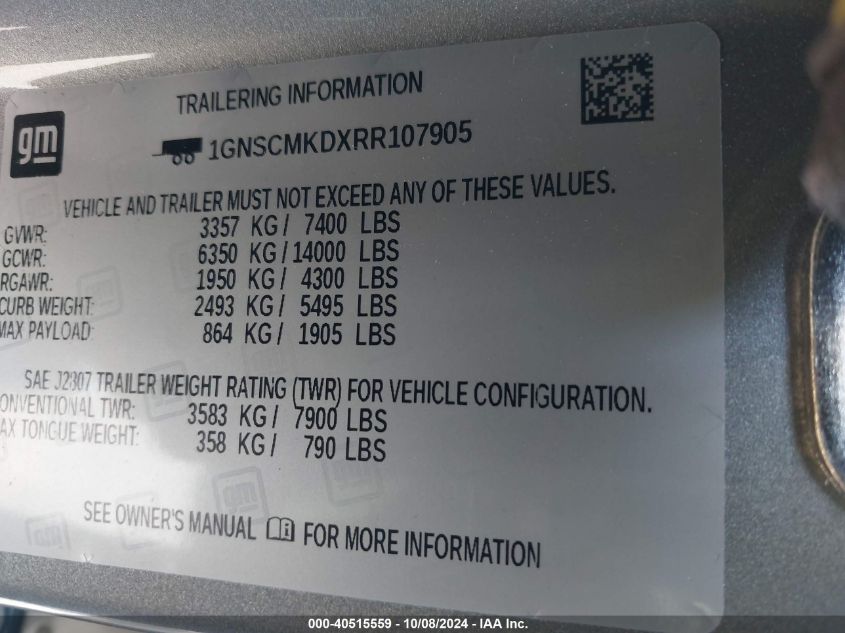 TRAILERING INFORMATION
gm
1GNSCMKDXRR107905
VEHICLE AND TRAILER MUST NOT EXCEED ANY OF THESE VALUES.
GVWR: 3357 KG/ 7400 LBS
GCWR: 6350 KG/14000 LBS
RGAWR: 1950 KG/ 4300 LBS
CURB WEIGHT: 2493 KG/ 5495 LBS
MAX PAYLOAD: 864 KG/ 1905 LBS
SAE J2807 TRAILER WEIGHT RATING (TWR) FOR VEHICLE CONFIGURATION.
ONVENTIONAL TWR: 3583 KG/ 7900 LBS
AX TONGUE WEIGHT: 358 KG/ 790 LBS
SEE OWNER'S MANUAL FOR MORE INFORMATION
000-40515559 - 10/08/2024 - IAA Inc.